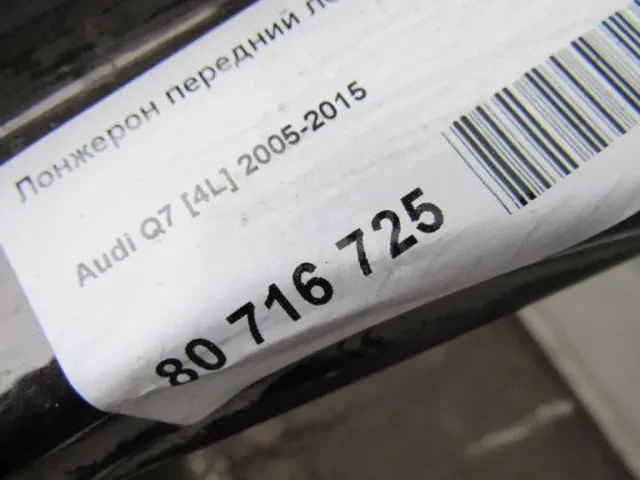 Лонжерон передний
Audi Q7 [4L] 2005-2015
80 716 725